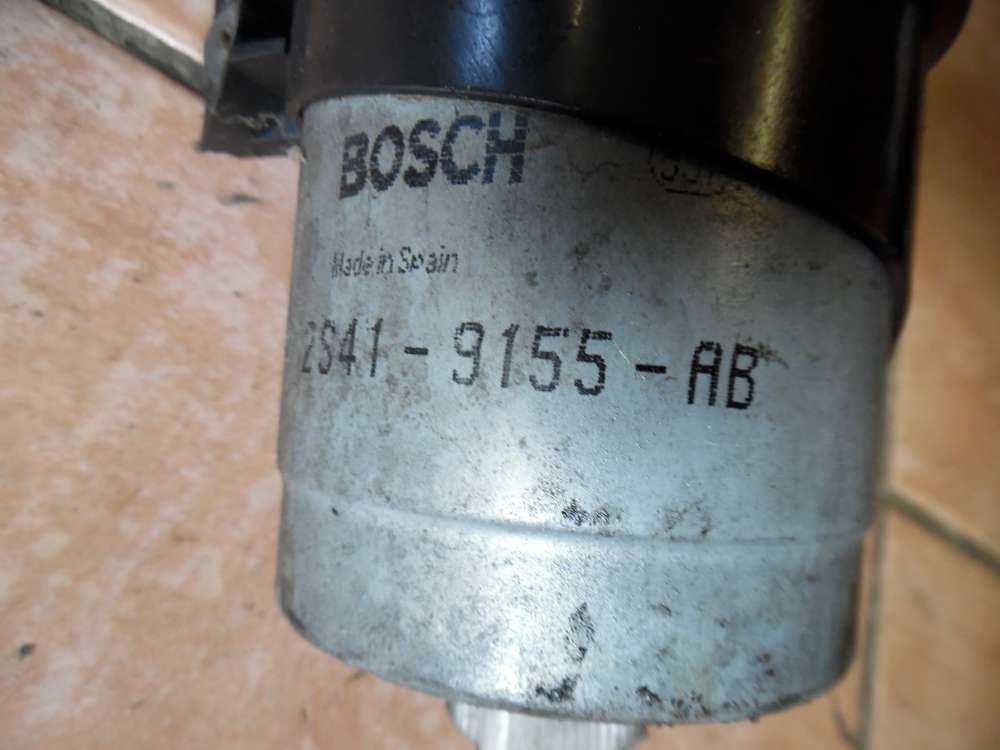 BOSCH
Made in Spain
2S41-9155-AB